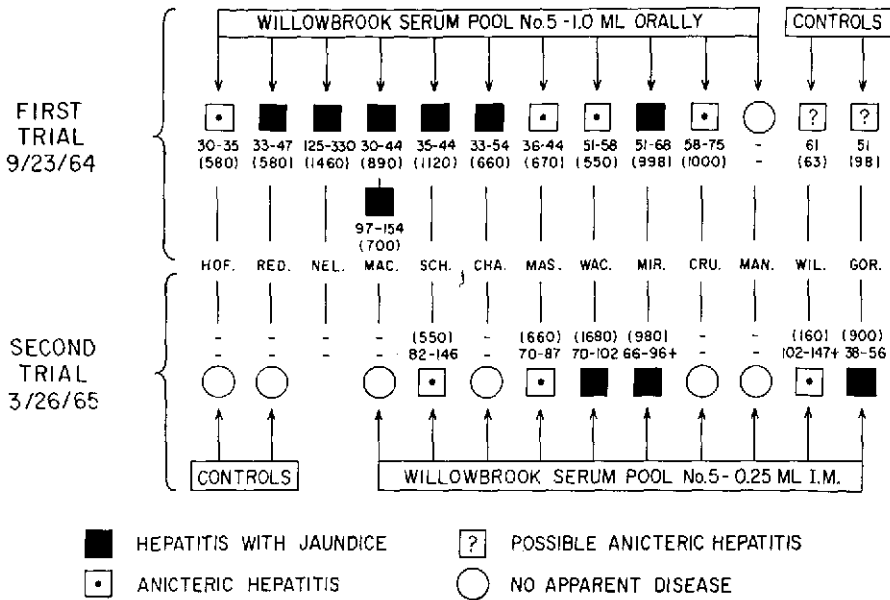 WILLOWBROOK SERUM POOL No.5 -1.0 ML ORALLY
CONTROLS
FIRST
TRIAL
9/23/64
? ?
30-35 33-47 125-330 30-44 35-44 33-54 36-44 51-58 51-68 58-75 - 61 51
(580) (580) (1460) (890) (1120) (660) (670) (550) (998) (1000) - (63) (98)
97-154
(700)
HOF. RED. NEL. MAC. SCH. CHA. MAS. WAC. MIR. CRU. MAN. WIL. GOR.
SECOND
TRIAL
3/26/65
- - - - (550) - (660) (1680) (980) - - (160) (900)
- - - - 82-146 - 70-87 70-102 66-96+ - - 102-147+ 38-56
CONTROLS
WILLOWBROOK SERUM POOL No.5 - 0.25 ML I.M.
HEPATITIS WITH JAUNDICE
? POSSIBLE ANICTERIC HEPATITIS
ANICTERIC HEPATITIS
NO APPARENT DISEASE